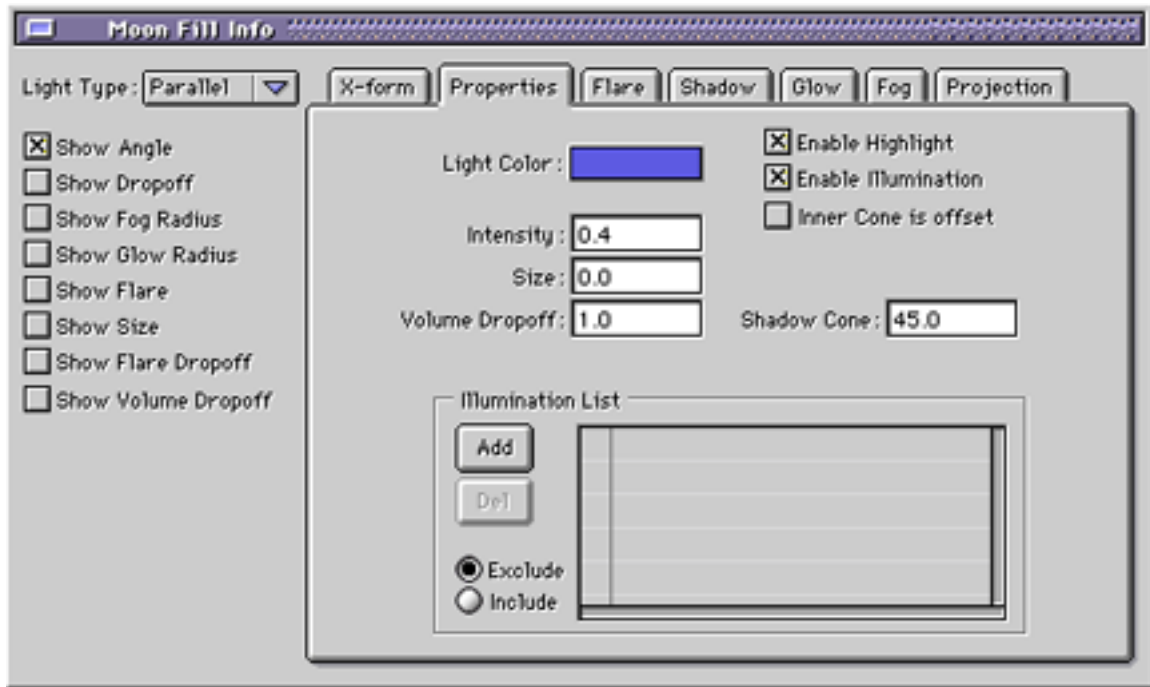 Moon Fill Info
Light Type: Parallel
X-form Properties Flare Shadow Glow Fog Projection
Show Angle
Show Dropoff
Show Fog Radius
Show Glow Radius
Show Flare
Show Size
Show Flare Dropoff
Show Volume Dropoff
Light Color:
Enable Highlight
Enable Illumination
Inner Cone is offset
Intensity: 0.4
Size: 0.0
Volume Dropoff: 1.0
Shadow Cone: 45.0
Illumination List
Add
Del
Exclude
Include